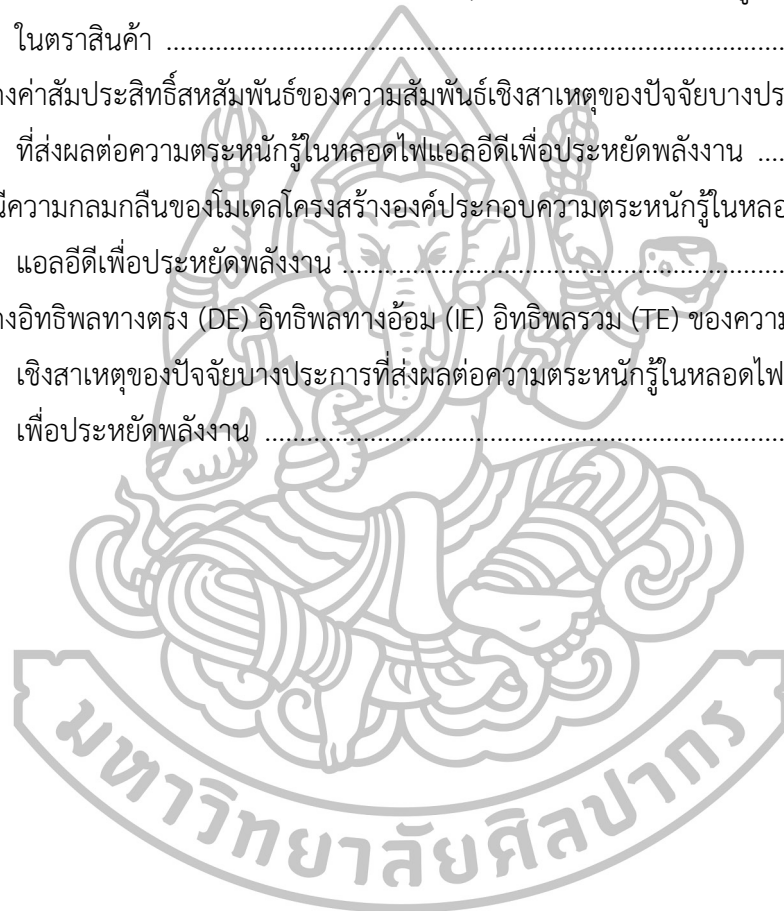 ในตราสินค้า ........................................................................
งค่าสัมประสิทธิ์สหสัมพันธ์ของความสัมพันธ์เชิงสาเหตุของปัจจัยบางปร
ที่ส่งผลต่อความตระหนักรู้ในหลอดไฟแอลอีดีเพื่อประหยัดพลังงาน ....
ความกลมกลืนของโมเดลโครงสร้างองค์ประกอบความตระหนักรู้ในหลอ
แอลอีดีเพื่อประหยัดพลังงาน ..................................................
งอิทธิพลทางตรง (DE) อิทธิพลทางอ้อม (IE) อิทธิพลรวม (TE) ของความ
เชิงสาเหตุของปัจจัยบางประการที่ส่งผลต่อความตระหนักรู้ในหลอดไฟ
เพื่อประหยัดพลังงาน ............................................................
มหาวิทยาลัยศิลปากร